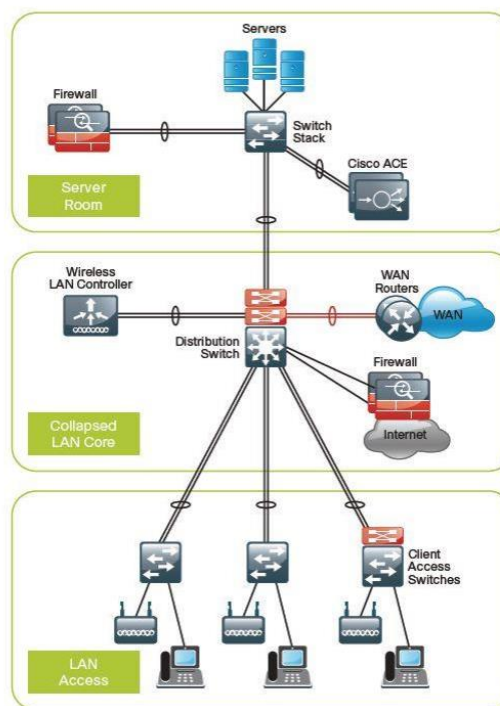 Servers
Firewall
Switch
Stack
Cisco ACE
Server
Room
Wireless
LAN Controller
WAN
Routers
WAN
Distribution
Switch
Firewall
Internet
Collapsed
LAN Core
Client
Access
Switches
LAN
Access